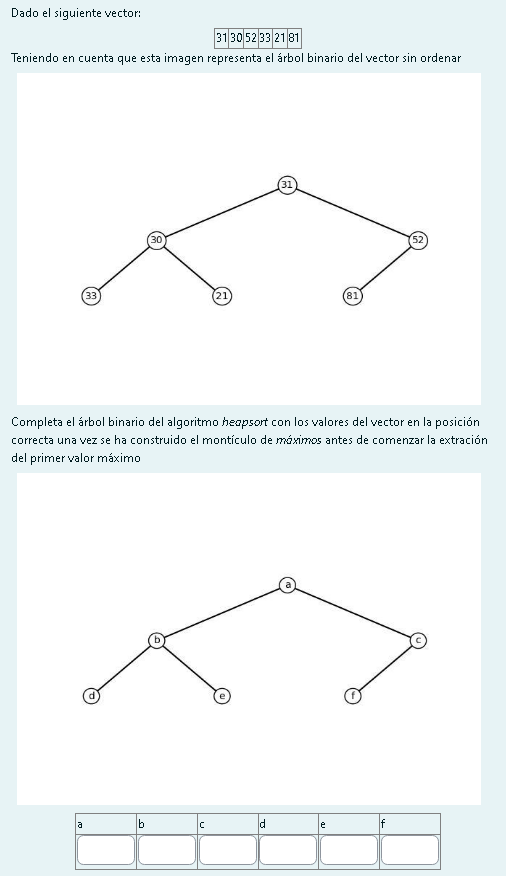 Dado el siguiente vector:
31 30 52 33 21 81
Teniendo en cuenta que esta imagen representa el árbol binario del vector sin ordenar
31
30 52
33 21 81
Completa el árbol binario del algoritmo heapsort con los valores del vector en la posición
correcta una vez se ha construido el montículo de máximos antes de comenzar la extración
del primer valor máximo
a
b c
d e f
a b c d e f